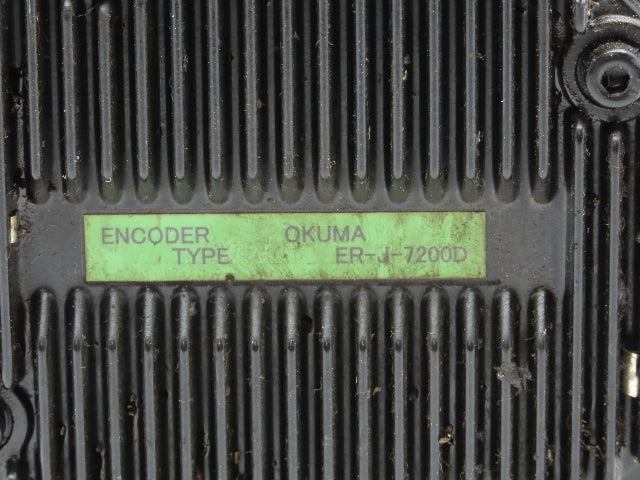 ENCODER OKUMA
TYPE ER-J-7200D